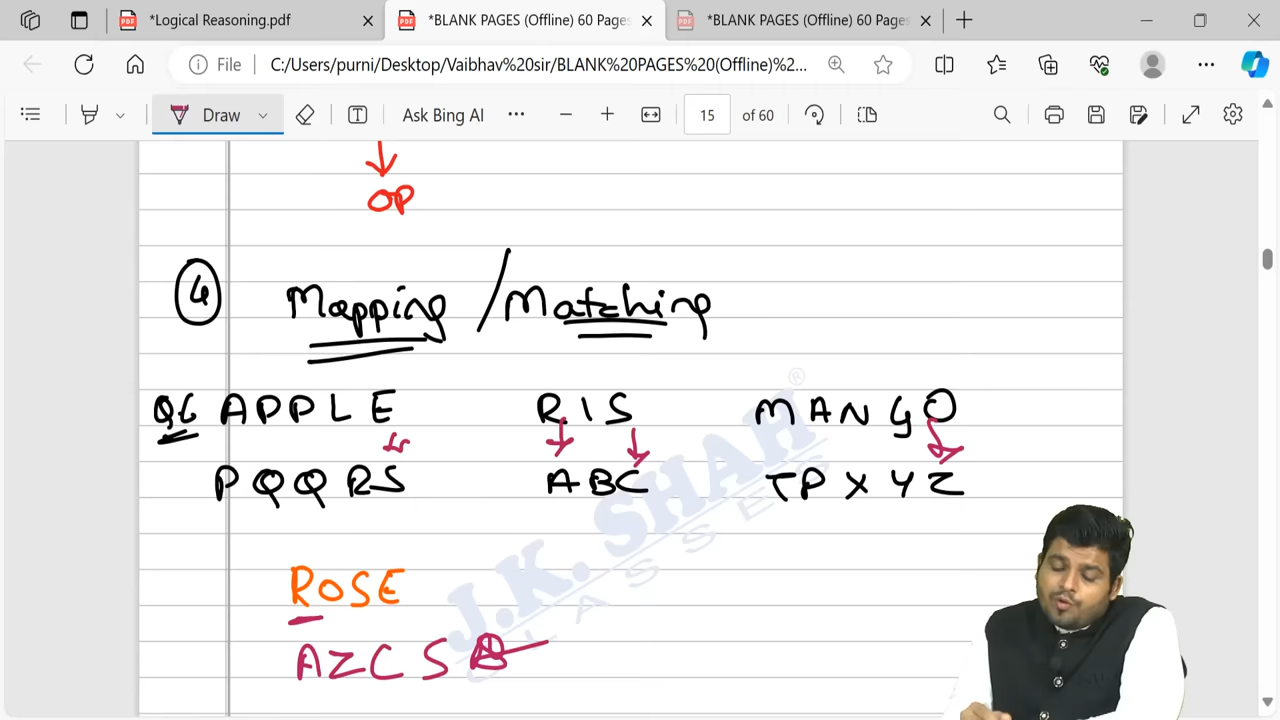 *Logical Reasoning.pdf
*BLANK PAGES (Offline) 60 Pages
*BLANK PAGES (Offline) 60 Pages
File C:/Users/purni/Desktop/Vaibhav%20sir/BLANK%20PAGES%20(Offline)%2...
Draw Ask Bing AI 15 of 60
OP
4 Mapping / Matching
Q6 APPLE RIS MANGO
PQQRS ABC TPXYZ
ROSE
AZCS
J.K. SHAH®
CLASSES